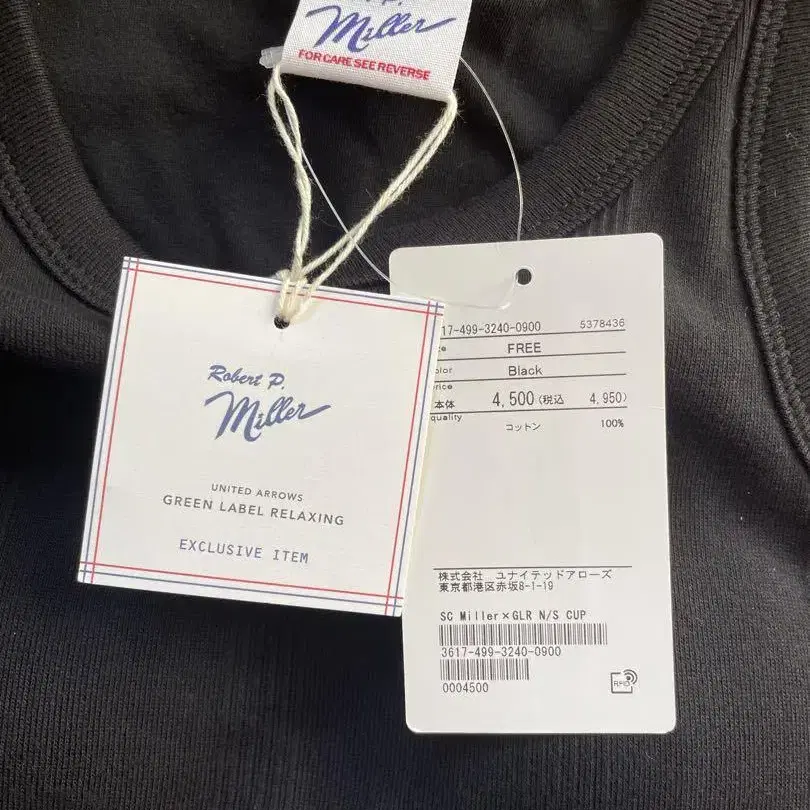 P.
Miller
FOR CARE SEE REVERSE
Robert P.
Miller
UNITED ARROWS
GREEN LABEL RELAXING
EXCLUSIVE ITEM
17-499-3240-0900 5378436
FREE
olor Black
rice
本体 4,500 (税込 4,950)
quality
コットン 100%
株式会社 ユナイテッドアローズ
東京都港区赤坂8-1-19
SC Miller×GLR N/S CUP
3617-499-3240-0900
0004500
RFID